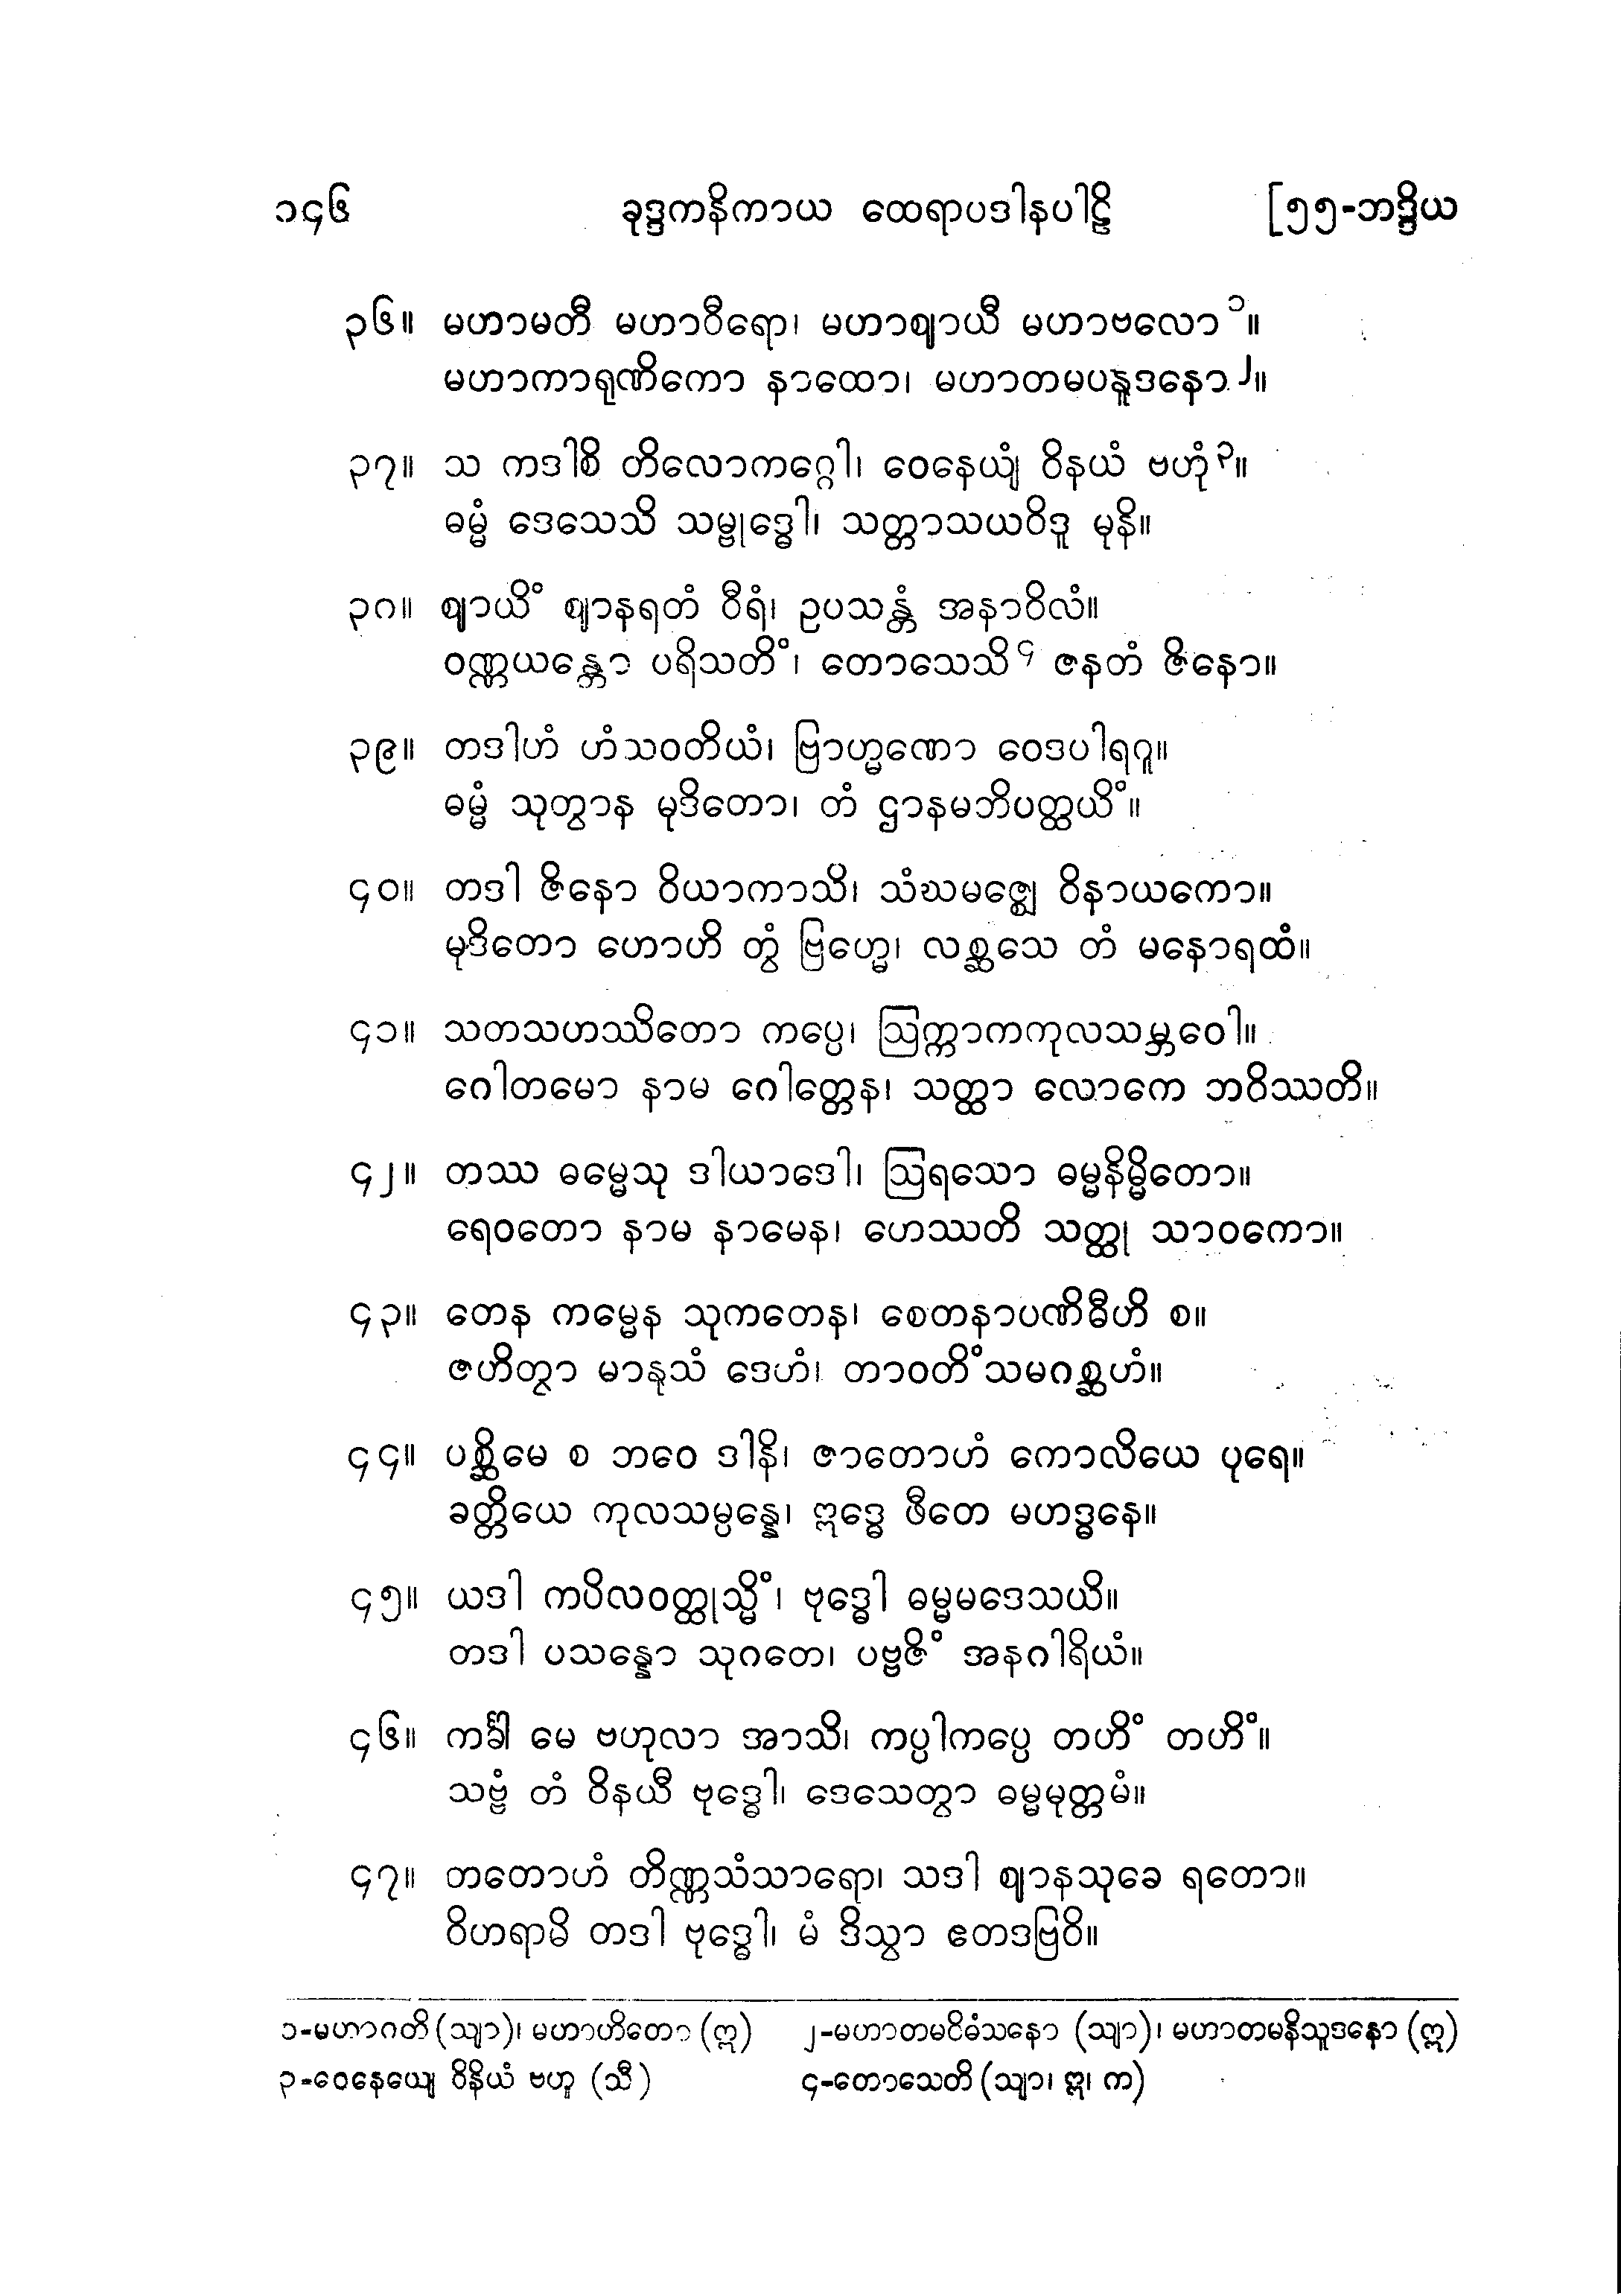 ၁၄၆ ခုဒ္ဒကနိကာယ ထေရာပဒါနပါဠိ [၅၅-ဘဒ္ဒိယ
၃၆။ မဟာမတီ မဟာဝီရော၊ မဟာဈာယီ မဟာဗလော၁။
မဟာကာရုဏိကော နာထော၊ မဟာတမပနူဒနော၂။
၃၇။ သ ကဒါစိ တိလောကဂ္ဂေါ၊ ဝေနေယျံ ဝိနယံ ဗဟုံ၃။
ဓမ္မံ ဒေသေသိ သမ္ဗုဒ္ဓေါ၊ သတ္တာသယဝိဒူ မုနိ။
၃၈။ ဈာယိံ ဈာနရတံ ဝီရံ၊ ဥပသန္တံ အနာဝိလံ။
ဝဏ္ဏယန္တော ပရိသတိံ၊ တောသေသိ၄ ဇနတံ ဇိနော။
၃၉။ တဒါဟံ ဟံသဝတိယံ၊ ဗြာဟ္မဏော ဝေဒပါရဂူ။
ဓမ္မံ သုတွာန မုဒိတော၊ တံ ဌာနမဘိပတ္ထယိံ။
၄၀။ တဒါ ဇိနော ဝိယာကာသိ၊ သံဃမဇ္ဈေ ဝိနာယကော။
မုဒိတော ဟောဟိ တွံ ဗြဟ္မေ၊ လစ္ဆသေ တံ မနောရထံ။
၄၁။ သတသဟဿိတော ကပ္ပေ၊ ဩက္ကာကကုလသမ္ဘဝေါ။
ဂေါတမော နာမ ဂေါတ္တေန၊ သတ္ထာ လောကေ ဘဝိဿတိ။
၄၂။ တဿ ဓမ္မေသု ဒါယာဒေါ၊ ဩရသော ဓမ္မနိမ္မိတော။
ရေဝတော နာမ နာမေန၊ ဟေဿတိ သတ္ထု သာဝကော။
၄၃။ တေန ကမ္မေန သုကတေန၊ စေတနာပဏိဓီဟိ စ။
ဇဟိတွာ မာနုသံ ဒေဟံ၊ တာဝတိံသမဂစ္ဆဟံ။
၄၄။ ပစ္ဆိမေ စ ဘဝေ ဒါနိ၊ ဇာတောဟံ ကောလိယေ ပုရေ။
ခတ္တိယေ ကုလသမ္ပန္နေ၊ ဣဒ္ဓေ ဖီတေ မဟဒ္ဓနေ။
၄၅။ ယဒါ ကပိလဝတ္ထုသ္မိံ၊ ဗုဒ္ဓေါ ဓမ္မမဒေသယိ။
တဒါ ပသန္နော သုဂတေ၊ ပဗ္ဗဇိံ အနဂါရိယံ။
၄၆။ ကင်္ခါ မေ ဗဟုလာ အာသိ၊ ကပ္ပါကပ္ပေ တဟိံ တဟိံ။
သဗ္ဗံ တံ ဝိနယီ ဗုဒ္ဓေါ၊ ဒေသေတွာ ဓမ္မမုတ္တမံ။
၄၇။ တတောဟံ တိဏ္ဏသံသာရော၊ သဒါ ဈာနသုခေ ရတော။
ဝိဟရာမိ တဒါ ဗုဒ္ဓေါ၊ မံ ဒိသွာ ဧတဒဗြဝိ။
၁-မဟာဂတိ (သျာ)၊ မဟာဟိတော (ဣ) ၂-မဟာတမဝိဓံသနော (သျာ)၊ မဟာတမနိသူဒနော (ဣ)
၃-ဝေနေယျေ ဝိနိယံ ဗဟူ (သီ) ၄-တောသေတိ (သျာ၊ ဣ၊ က)